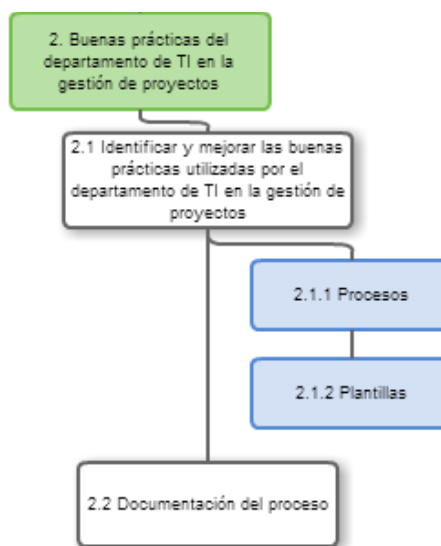 2. Buenas prácticas del
departamento de TI en la
gestión de proyectos
2.1 Identificar y mejorar las buenas
prácticas utilizadas por el
departamento de TI en la gestión de
proyectos
2.1.1 Procesos
2.1.2 Plantillas
2.2 Documentación del proceso